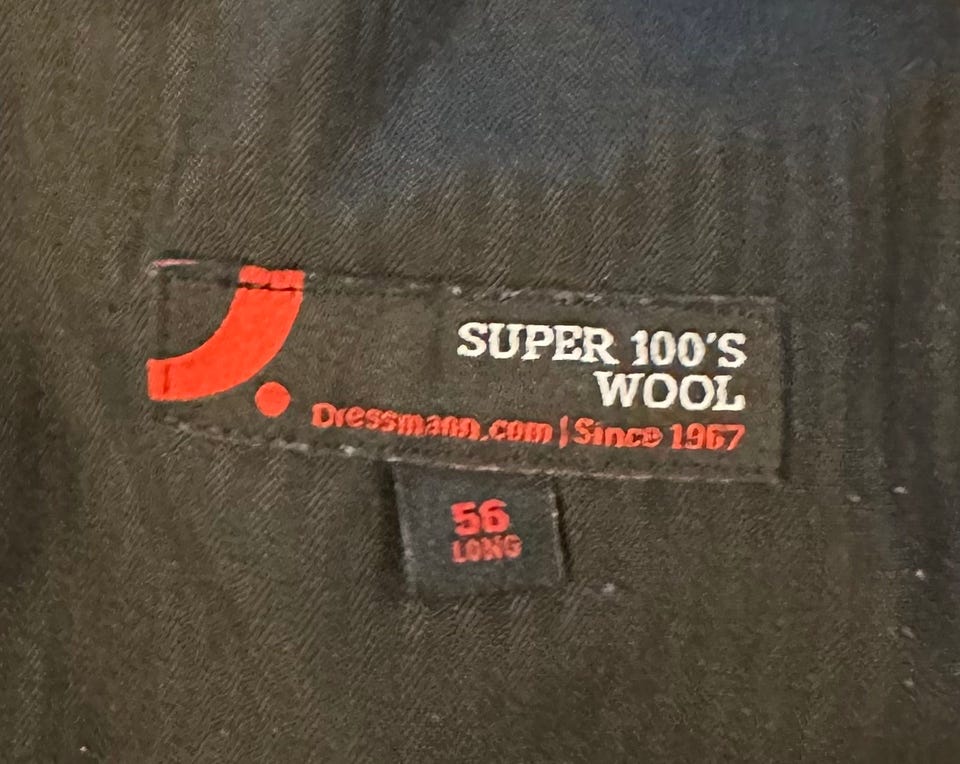 SUPER 100'S
WOOL
Dressmann.com | Since 1967
56
LONG